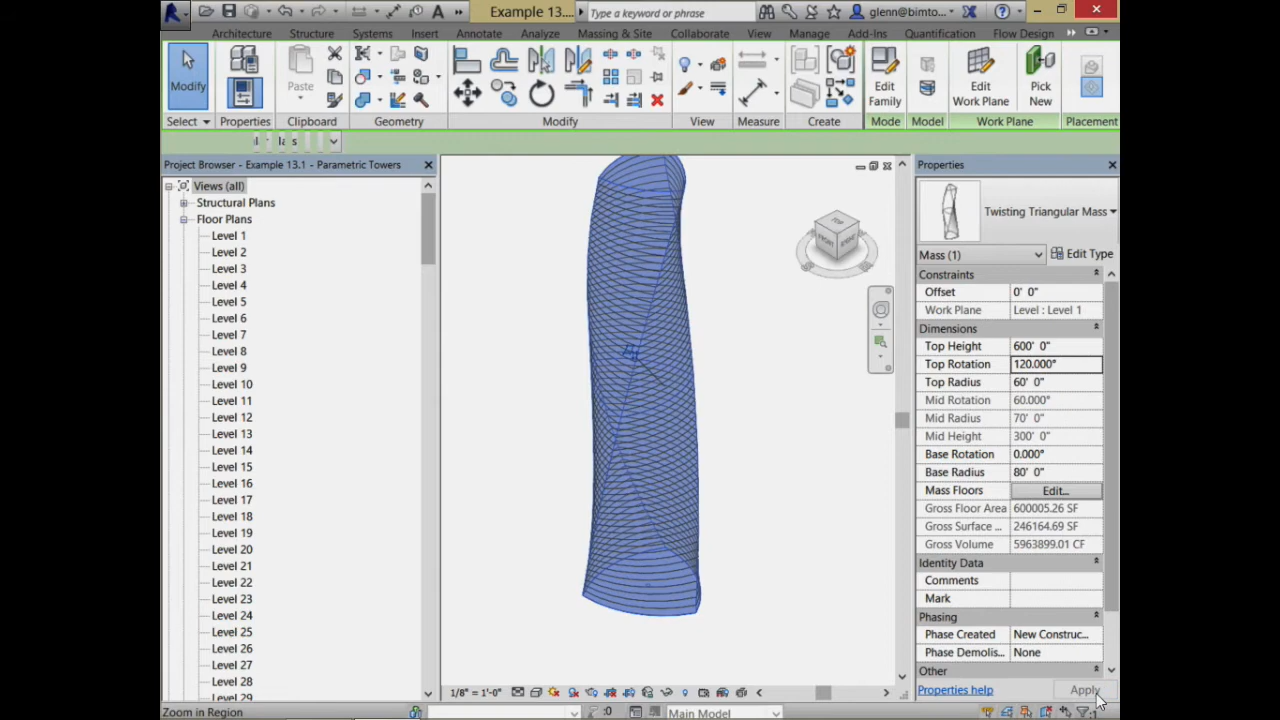 Example 13....
Type a keyword or phrase
glenn@bimto...
Architecture Structure Systems Insert Annotate Analyze Massing & Site Collaborate View Manage Add-Ins Quantification Flow Design
Modify
Paste
Edit Family
Edit Work Plane
Pick New
Select Properties Clipboard Geometry Modify View Measure Create Mode Model Work Plane Placement
Project Browser - Example 13.1 - Parametric Towers
Views (all)
Structural Plans
Floor Plans
Level 1
Level 2
Level 3
Level 4
Level 5
Level 6
Level 7
Level 8
Level 9
Level 10
Level 11
Level 12
Level 13
Level 14
Level 15
Level 16
Level 17
Level 18
Level 19
Level 20
Level 21
Level 22
Level 23
Level 24
Level 25
Level 26
Level 27
Level 28
Level 29
TOP
FRONT
Properties
Twisting Triangular Mass
Mass (1) Edit Type
Constraints
Offset 0' 0"
Work Plane Level : Level 1
Dimensions
Top Height 600' 0"
Top Rotation 120.000°
Top Radius 60' 0"
Mid Rotation 60.000°
Mid Radius 70' 0"
Mid Height 300' 0"
Base Rotation 0.000°
Base Radius 80' 0"
Mass Floors Edit...
Gross Floor Area 600005.26 SF
Gross Surface ... 246164.69 SF
Gross Volume 5963899.01 CF
Identity Data
Comments
Mark
Phasing
Phase Created New Construc...
Phase Demolis... None
Other
Properties help Apply
1/8" = 1'-0"
Zoom in Region
:0
Main Model